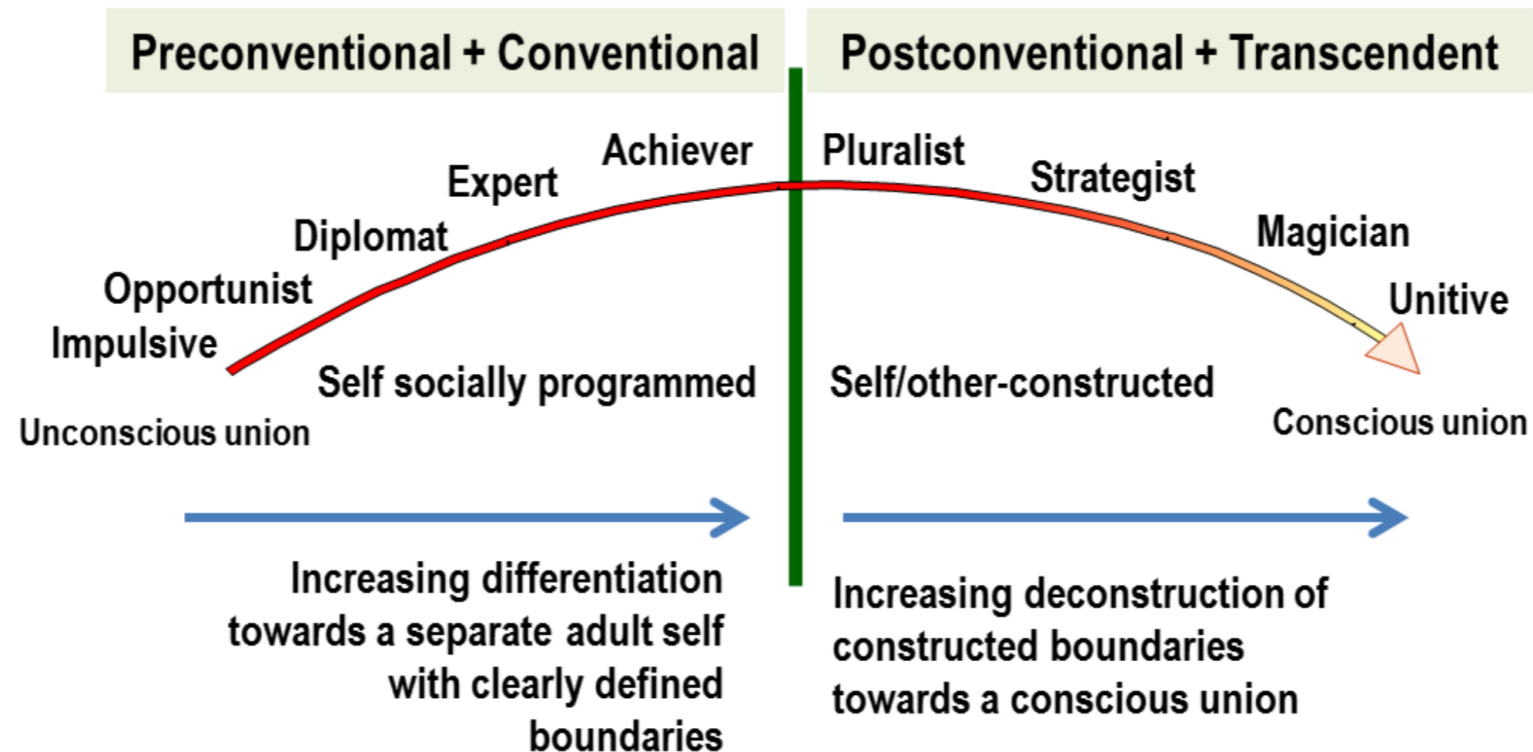 Preconventional + Conventional
Postconventional + Transcendent
Achiever
Pluralist
Expert
Strategist
Diplomat
Magician
Opportunist
Unitive
Impulsive
Self socially programmed
Self/other-constructed
Unconscious union
Conscious union
Increasing differentiation
towards a separate adult self
with clearly defined
boundaries
Increasing deconstruction of
constructed boundaries
towards a conscious union